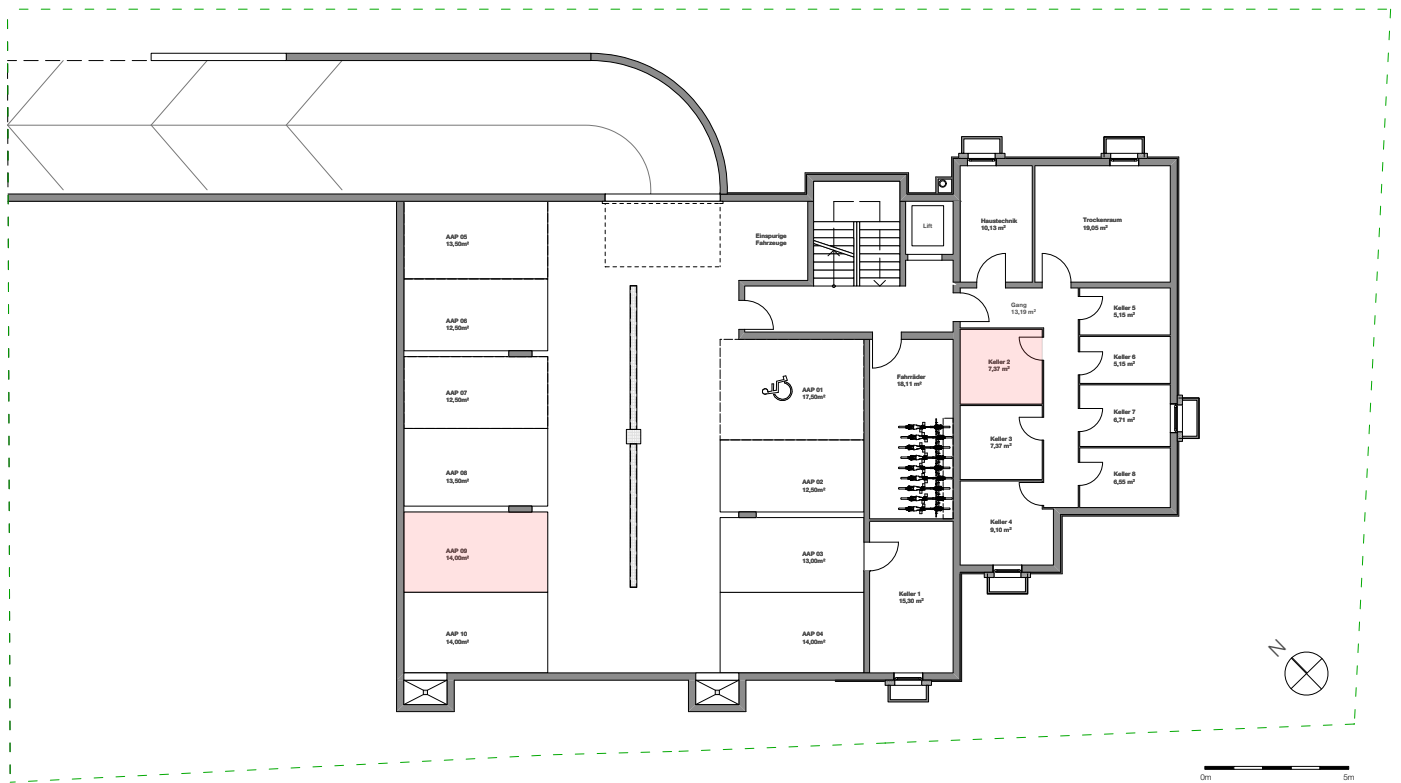 Haustechnik
10,13 m²
Trockenraum
19,05 m²
Lift
Einspurige
Fahrzeuge
AAP 05
13,50m²
AAP 06
12,50m²
AAP 07
12,50m²
AAP 08
13,50m²
AAP 09
14,00m²
AAP 10
14,00m²
AAP 01
17,50m²
AAP 02
12,50m²
AAP 03
13,00m²
AAP 04
14,00m²
Fahrräder
18,11 m²
Keller 1
15,30 m²
Gang
13,19 m²
Keller 2
7,37 m²
Keller 3
7,37 m²
Keller 4
9,10 m²
Keller 5
5,15 m²
Keller 6
5,15 m²
Keller 7
6,71 m²
Keller 8
6,55 m²
N
0m
5m